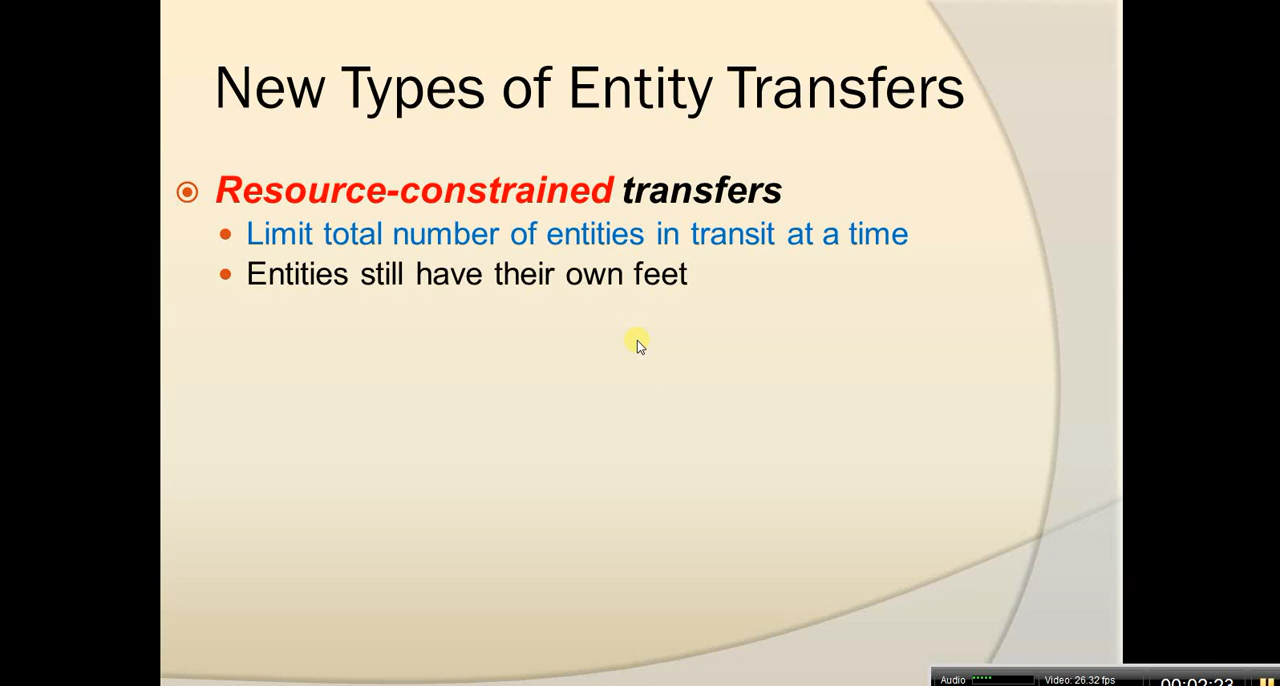 New Types of Entity Transfers
Resource-constrained transfers
Limit total number of entities in transit at a time
Entities still have their own feet
Audio
Video: 26.32 fps
00:02:23